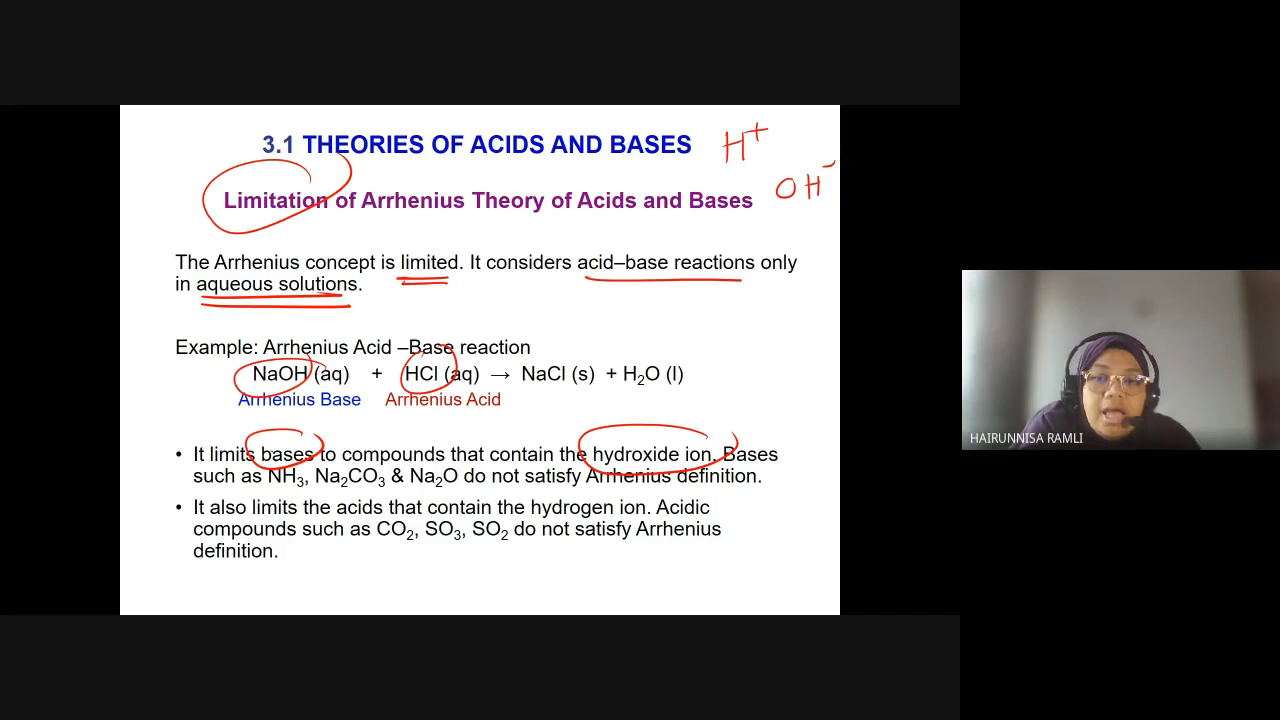 3.1 THEORIES OF ACIDS AND BASES
H⁺
OH⁻
Limitation of Arrhenius Theory of Acids and Bases
The Arrhenius concept is limited. It considers acid–base reactions only
in aqueous solutions.
Example: Arrhenius Acid –Base reaction
NaOH (aq) + HCl (aq) → NaCl (s) + H₂O (l)
Arrhenius Base Arrhenius Acid
• It limits bases to compounds that contain the hydroxide ion. Bases
such as NH₃, Na₂CO₃ & Na₂O do not satisfy Arrhenius definition.
• It also limits the acids that contain the hydrogen ion. Acidic
compounds such as CO₂, SO₃, SO₂ do not satisfy Arrhenius
definition.
HAIRUNNISA RAMLI